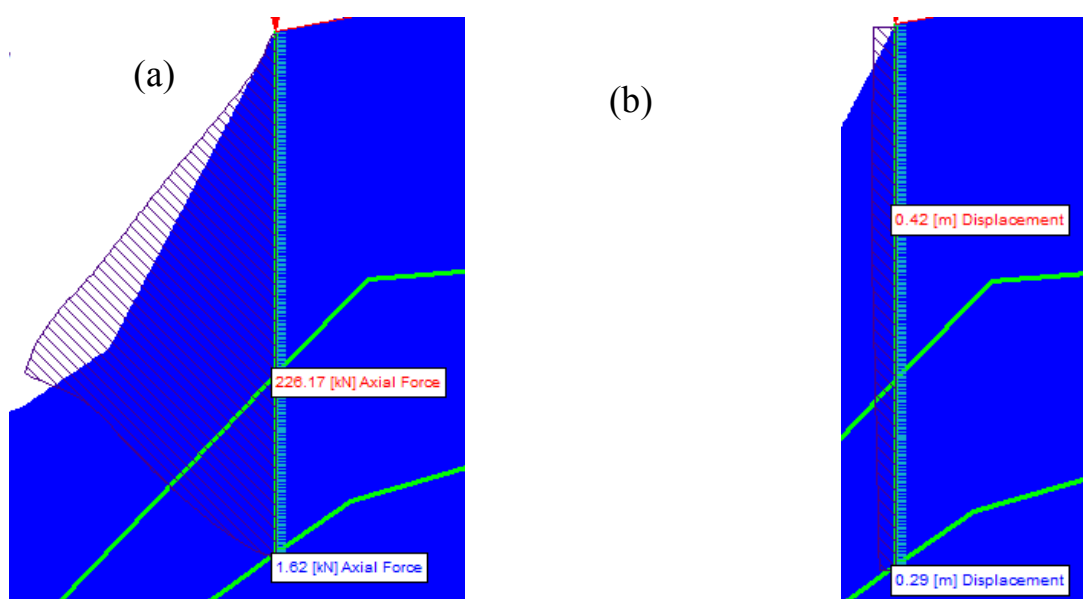 (a)
(b)
0.42 [m] Displacement
226.17 [kN] Axial Force
1.62 [kN] Axial Force
0.29 [m] Displacement